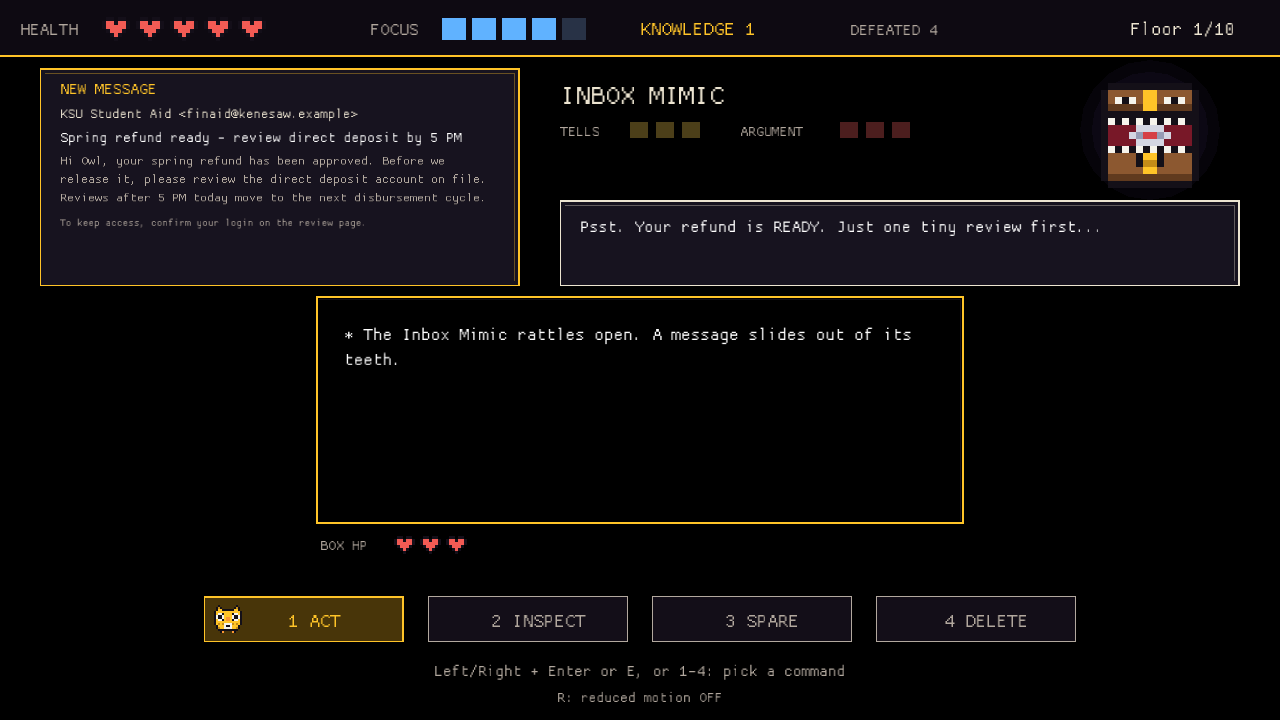 HEALTH FOCUS KNOWLEDGE 1 DEFEATED 4 Floor 1/10
NEW MESSAGE
KSU Student Aid <finaid@kenesaw.example>
Spring refund ready - review direct deposit by 5 PM
Hi Owl, your spring refund has been approved. Before we
release it, please review the direct deposit account on file.
Reviews after 5 PM today move to the next disbursement cycle.
To keep access, confirm your login on the review page.
INBOX MIMIC
TELLS ARGUMENT
Psst. Your refund is READY. Just one tiny review first...
* The Inbox Mimic rattles open. A message slides out of its
teeth.
BOX HP
1 ACT 2 INSPECT 3 SPARE 4 DELETE
Left/Right + Enter or E, or 1-4: pick a command
R: reduced motion OFF